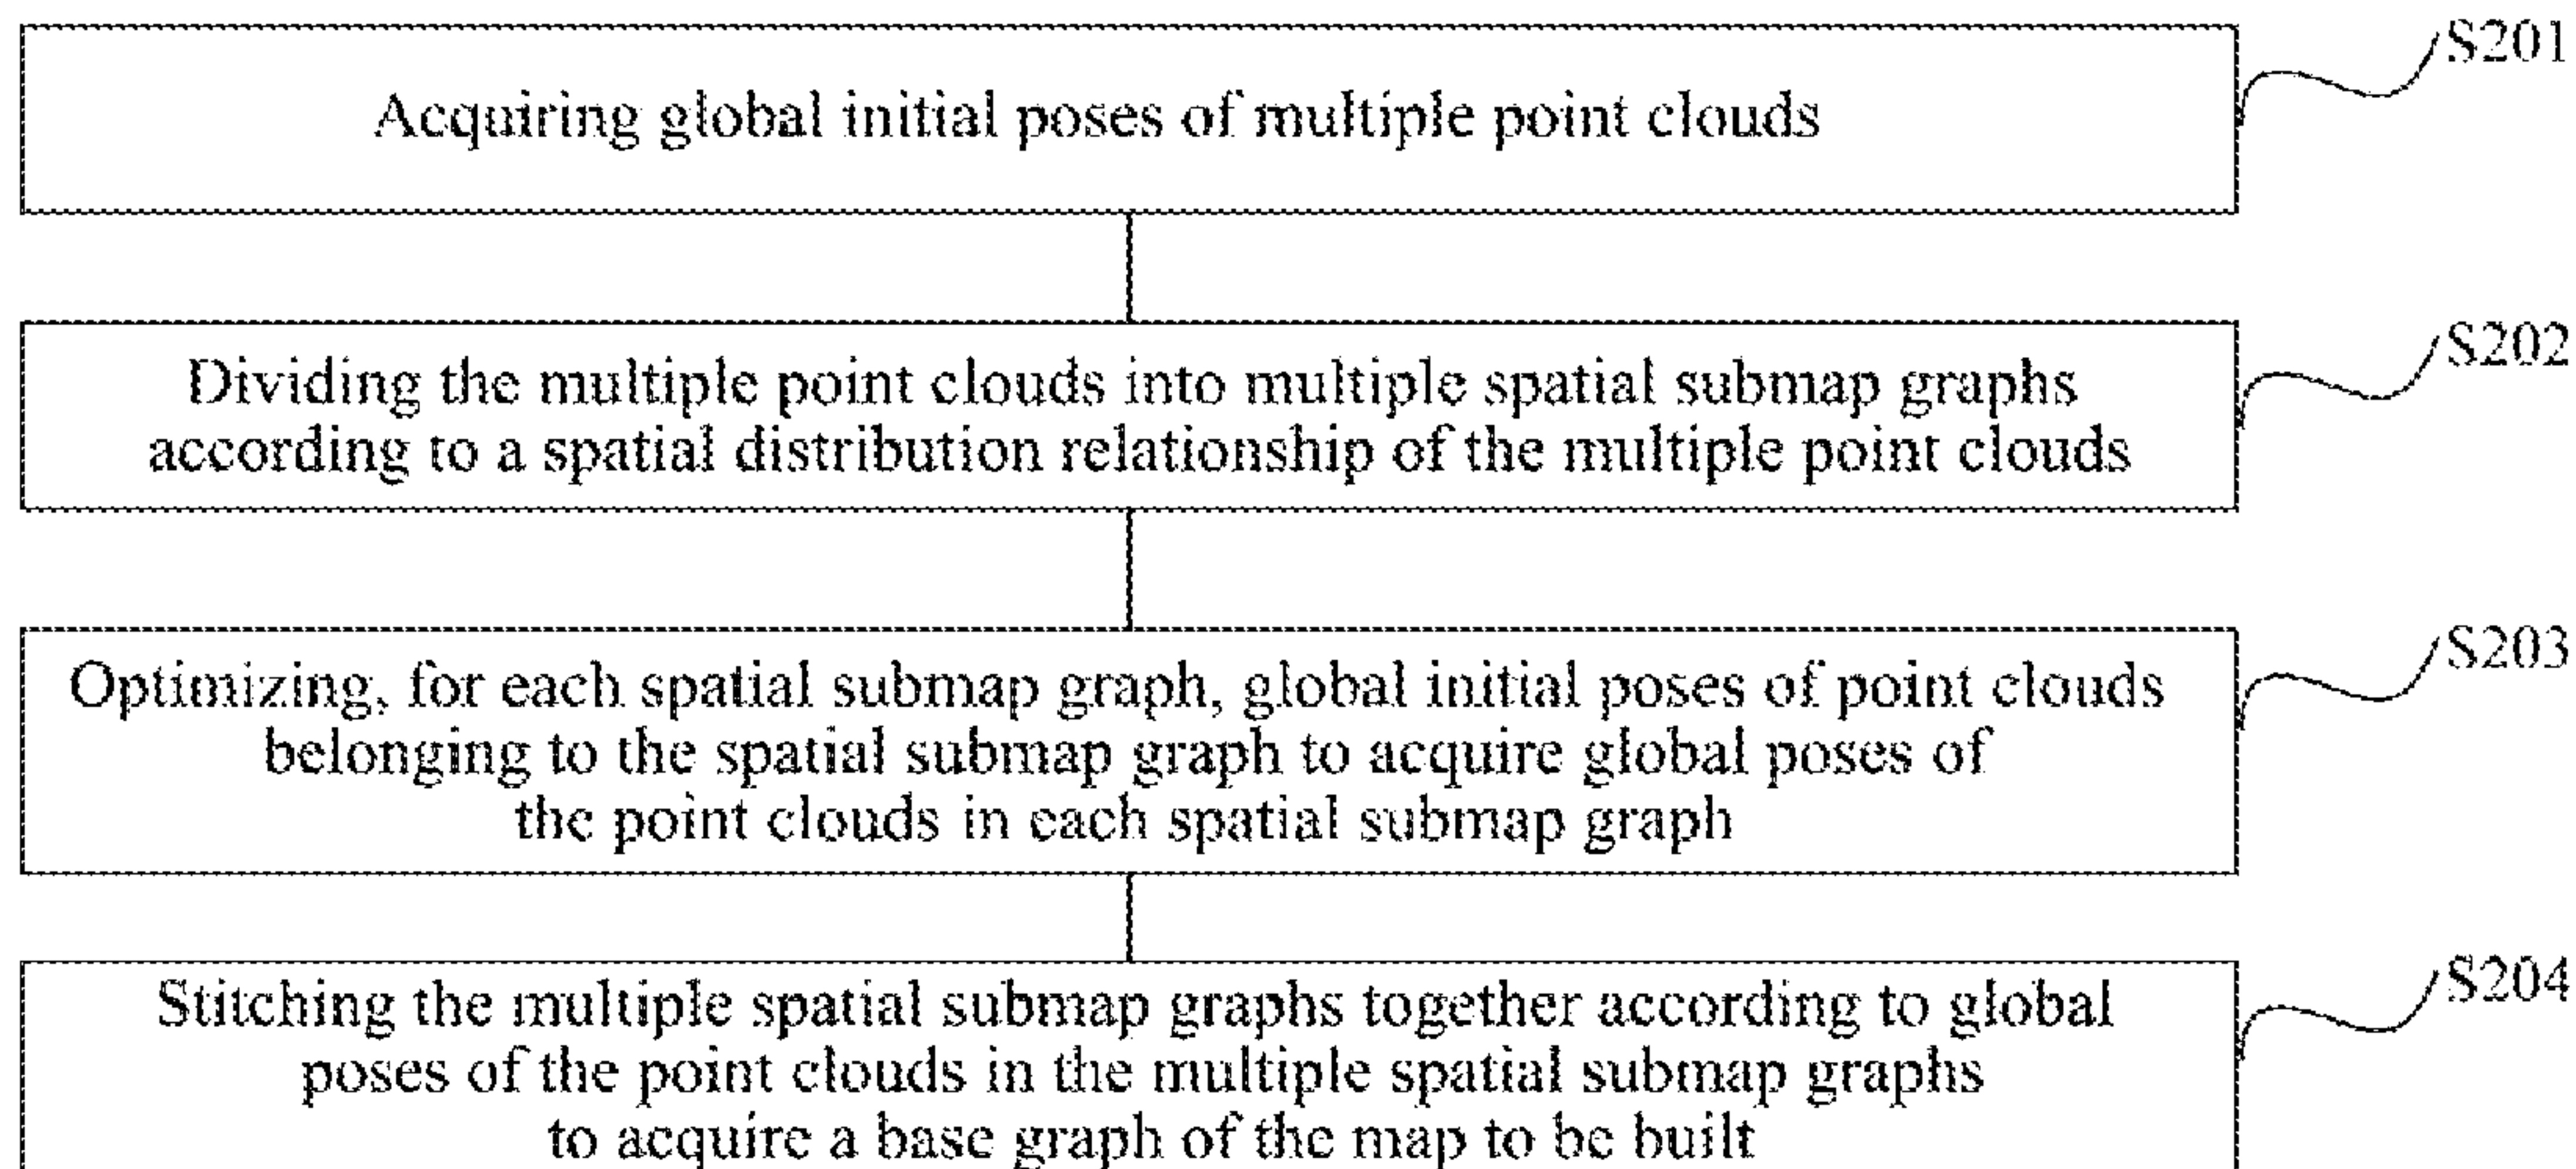 S201
Acquiring global initial poses of multiple point clouds
S202
Dividing the multiple point clouds into multiple spatial submap graphs
according to a spatial distribution relationship of the multiple point clouds
S203
Optimizing, for each spatial submap graph, global initial poses of point clouds
belonging to the spatial submap graph to acquire global poses of
the point clouds in each spatial submap graph
S204
Stitching the multiple spatial submap graphs together according to global
poses of the point clouds in the multiple spatial submap graphs
to acquire a base graph of the map to be built